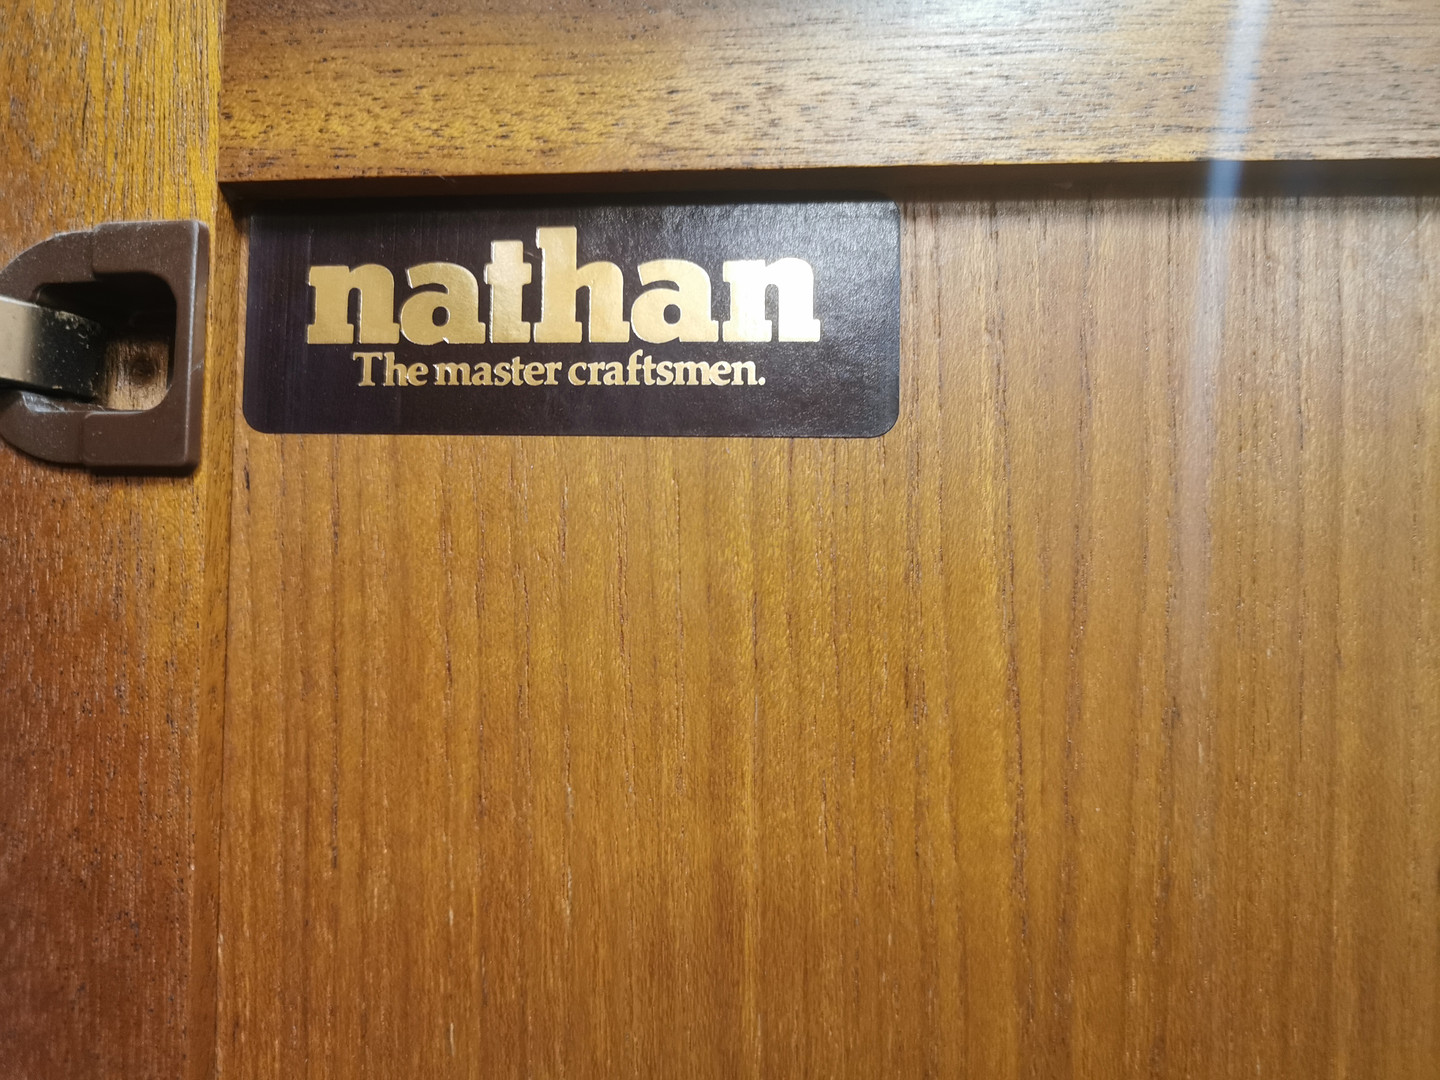 nathan
The master craftsmen.